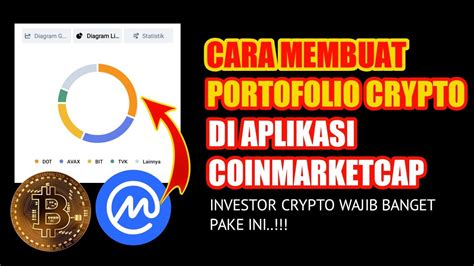 Diagram G...
Diagram Li...
Statistik
DOT
AVAX
BIT
TVK
Lainnya
CARA MEMBUAT
PORTOFOLIO CRYPTO
DI APLIKASI
COINMARKETCAP
INVESTOR CRYPTO WAJIB BANGET
PAKE INI..!!!